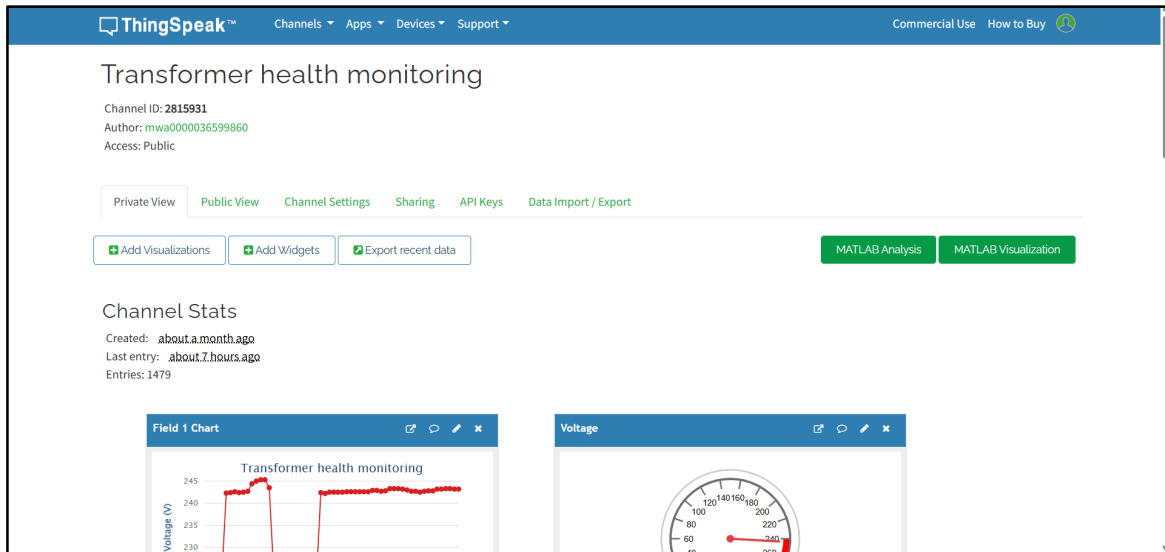 ThingSpeak™ Channels Apps Devices Support Commercial Use How to Buy
Transformer health monitoring
Channel ID: 2815931
Author: mwa0000036599860
Access: Public
Private View Public View Channel Settings Sharing API Keys Data Import / Export
Add Visualizations Add Widgets Export recent data MATLAB Analysis MATLAB Visualization
Channel Stats
Created: about a month ago
Last entry: about 7 hours ago
Entries: 1479
Field 1 Chart
Transformer health monitoring
Voltage (V)
245
240
235
230
Voltage
60
80
100
120
140
160
180
200
220
240